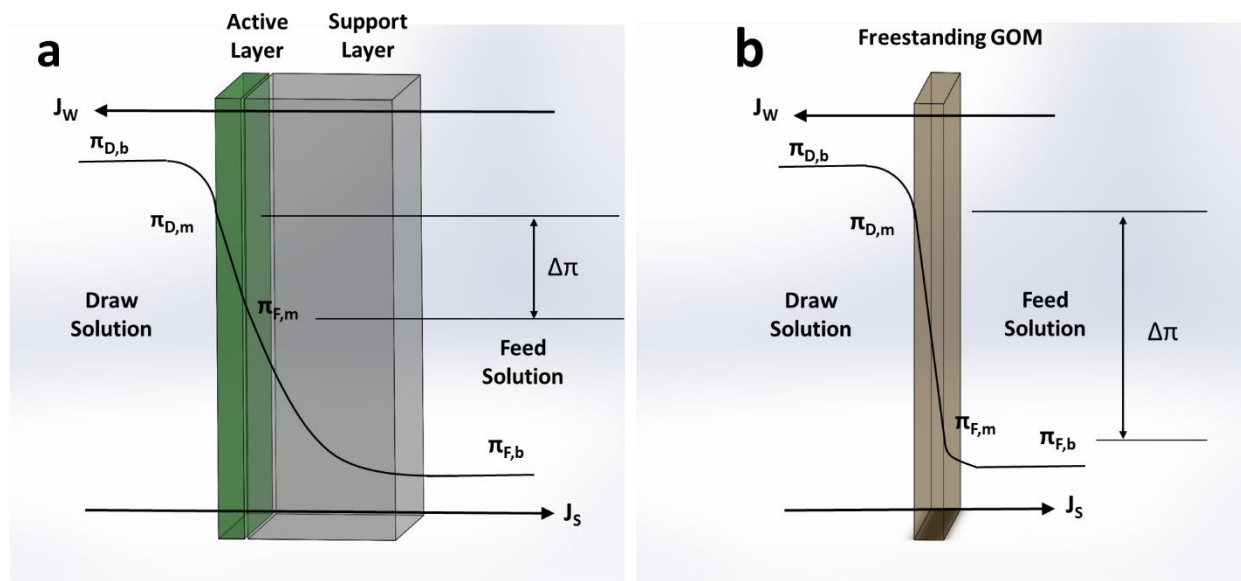 a
Active
Layer
Support
Layer
J_W
π_D,b
π_D,m
Δπ
π_F,m
Draw
Solution
Feed
Solution
π_F,b
J_S
b
Freestanding GOM
J_W
π_D,b
π_D,m
Draw
Solution
Feed
Solution
Δπ
π_F,m
π_F,b
J_S